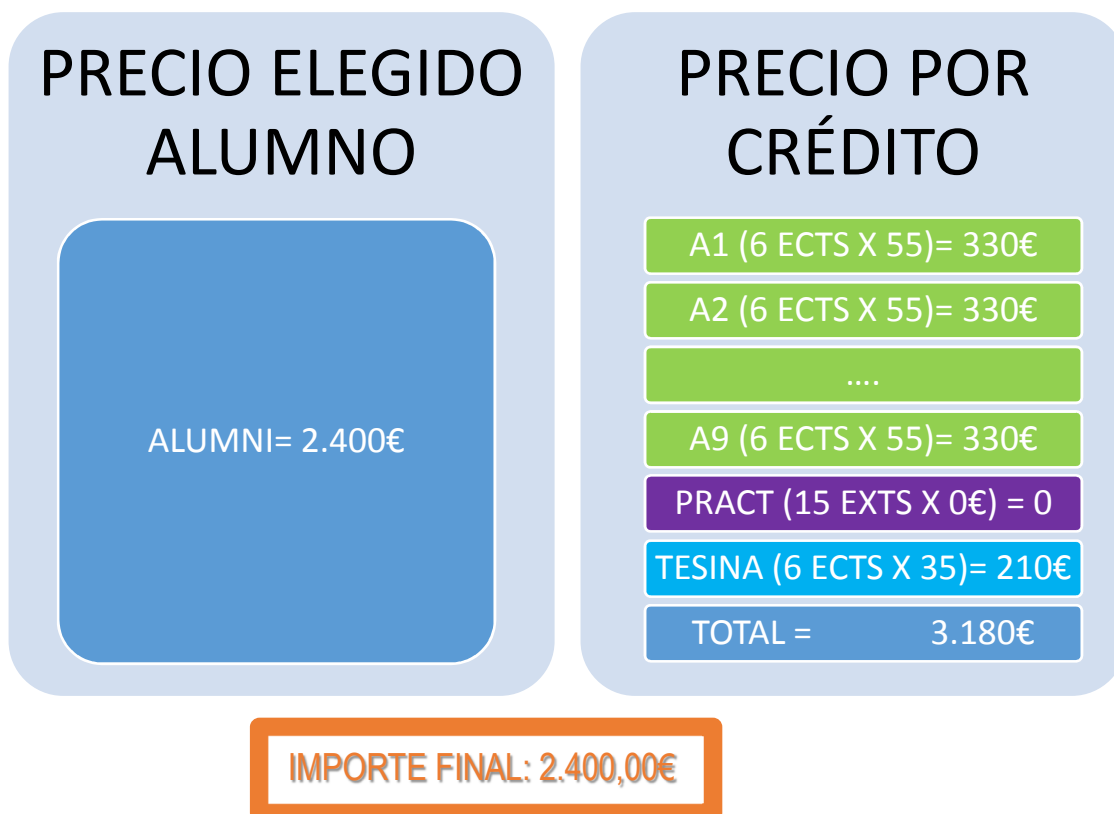 PRECIO ELEGIDO
ALUMNO
ALUMNI= 2.400€
PRECIO POR
CRÉDITO
A1 (6 ECTS X 55)= 330€
A2 (6 ECTS X 55)= 330€
....
A9 (6 ECTS X 55)= 330€
PRACT (15 EXTS X 0€) = 0
TESINA (6 ECTS X 35)= 210€
TOTAL = 3.180€
IMPORTE FINAL: 2.400,00€